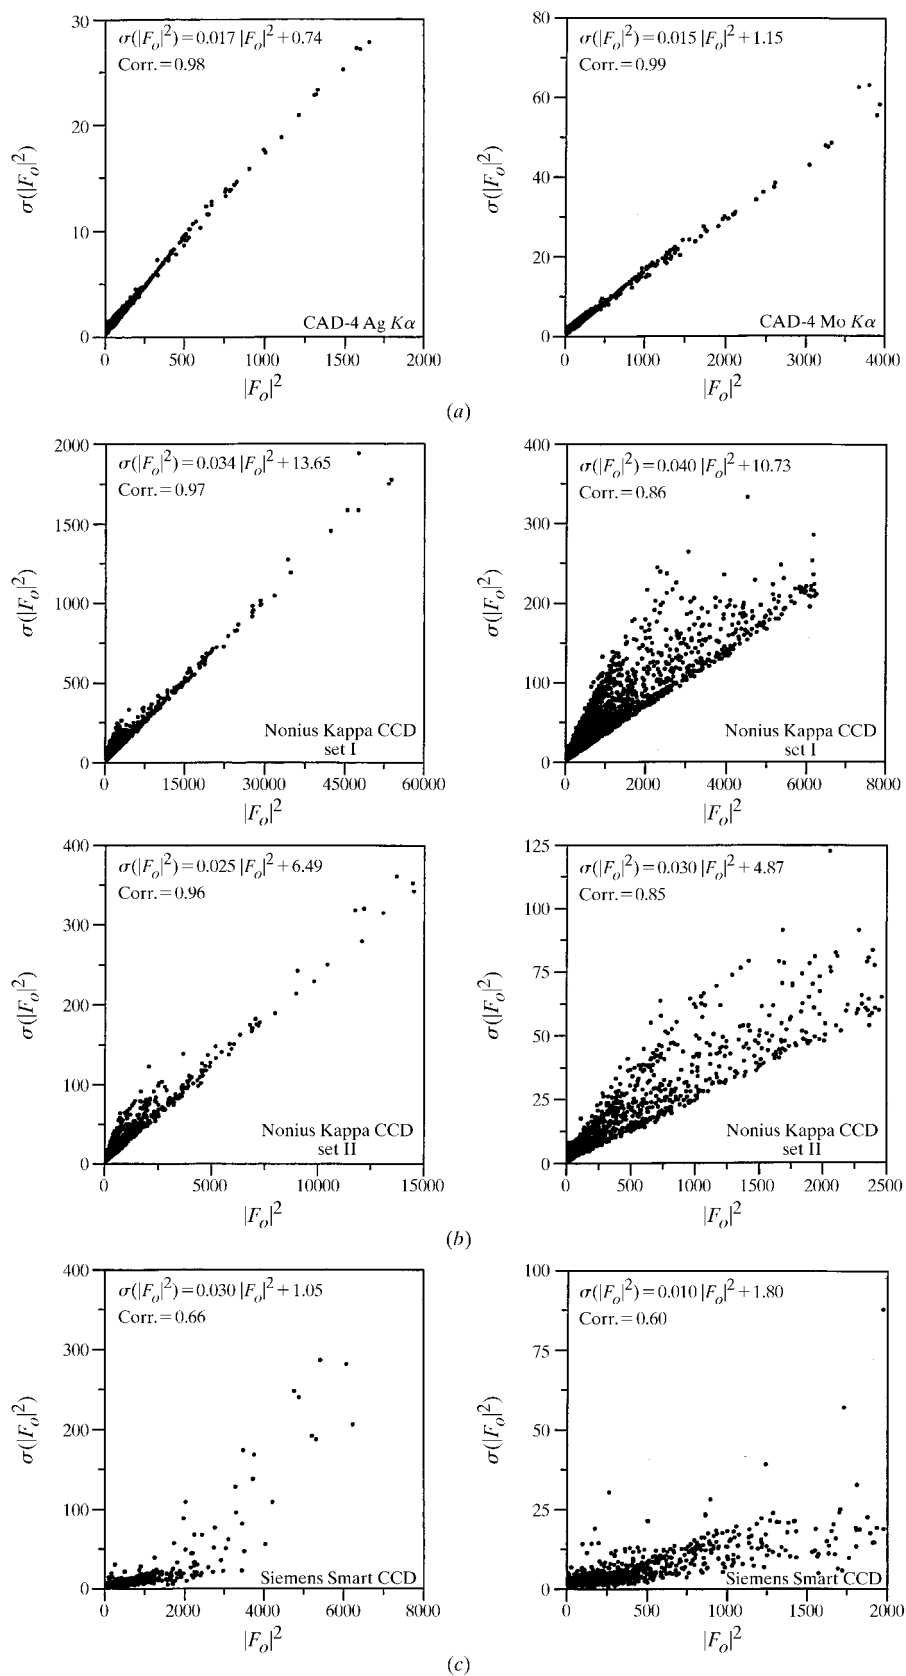 σ(|Fₒ|²) = 0.017 |Fₒ|² + 0.74
Corr. = 0.98
30
20
10
0
σ(|Fₒ|²)
CAD-4 Ag Kα
0 500 1000 1500 2000
|Fₒ|²
σ(|Fₒ|²) = 0.015 |Fₒ|² + 1.15
Corr. = 0.99
80
60
40
20
0
σ(|Fₒ|²)
CAD-4 Mo Kα
0 1000 2000 3000 4000
|Fₒ|²
(a)
σ(|Fₒ|²) = 0.034 |Fₒ|² + 13.65
Corr. = 0.97
2000
1500
1000
500
0
σ(|Fₒ|²)
Nonius Kappa CCD
set I
0 15000 30000 45000 60000
|Fₒ|²
σ(|Fₒ|²) = 0.040 |Fₒ|² + 10.73
Corr. = 0.86
400
300
200
100
0
σ(|Fₒ|²)
Nonius Kappa CCD
set I
0 2000 4000 6000 8000
|Fₒ|²
σ(|Fₒ|²) = 0.025 |Fₒ|² + 6.49
Corr. = 0.96
400
300
200
100
0
σ(|Fₒ|²)
Nonius Kappa CCD
set II
0 5000 10000 15000
|Fₒ|²
σ(|Fₒ|²) = 0.030 |Fₒ|² + 4.87
Corr. = 0.85
125
100
75
50
25
0
σ(|Fₒ|²)
Nonius Kappa CCD
set II
0 500 1000 1500 2000 2500
|Fₒ|²
(b)
σ(|Fₒ|²) = 0.030 |Fₒ|² + 1.05
Corr. = 0.66
400
300
200
100
0
σ(|Fₒ|²)
Siemens Smart CCD
0 2000 4000 6000 8000
|Fₒ|²
σ(|Fₒ|²) = 0.010 |Fₒ|² + 1.80
Corr. = 0.60
100
75
50
25
0
σ(|Fₒ|²)
Siemens Smart CCD
0 500 1000 1500 2000
|Fₒ|²
(c)